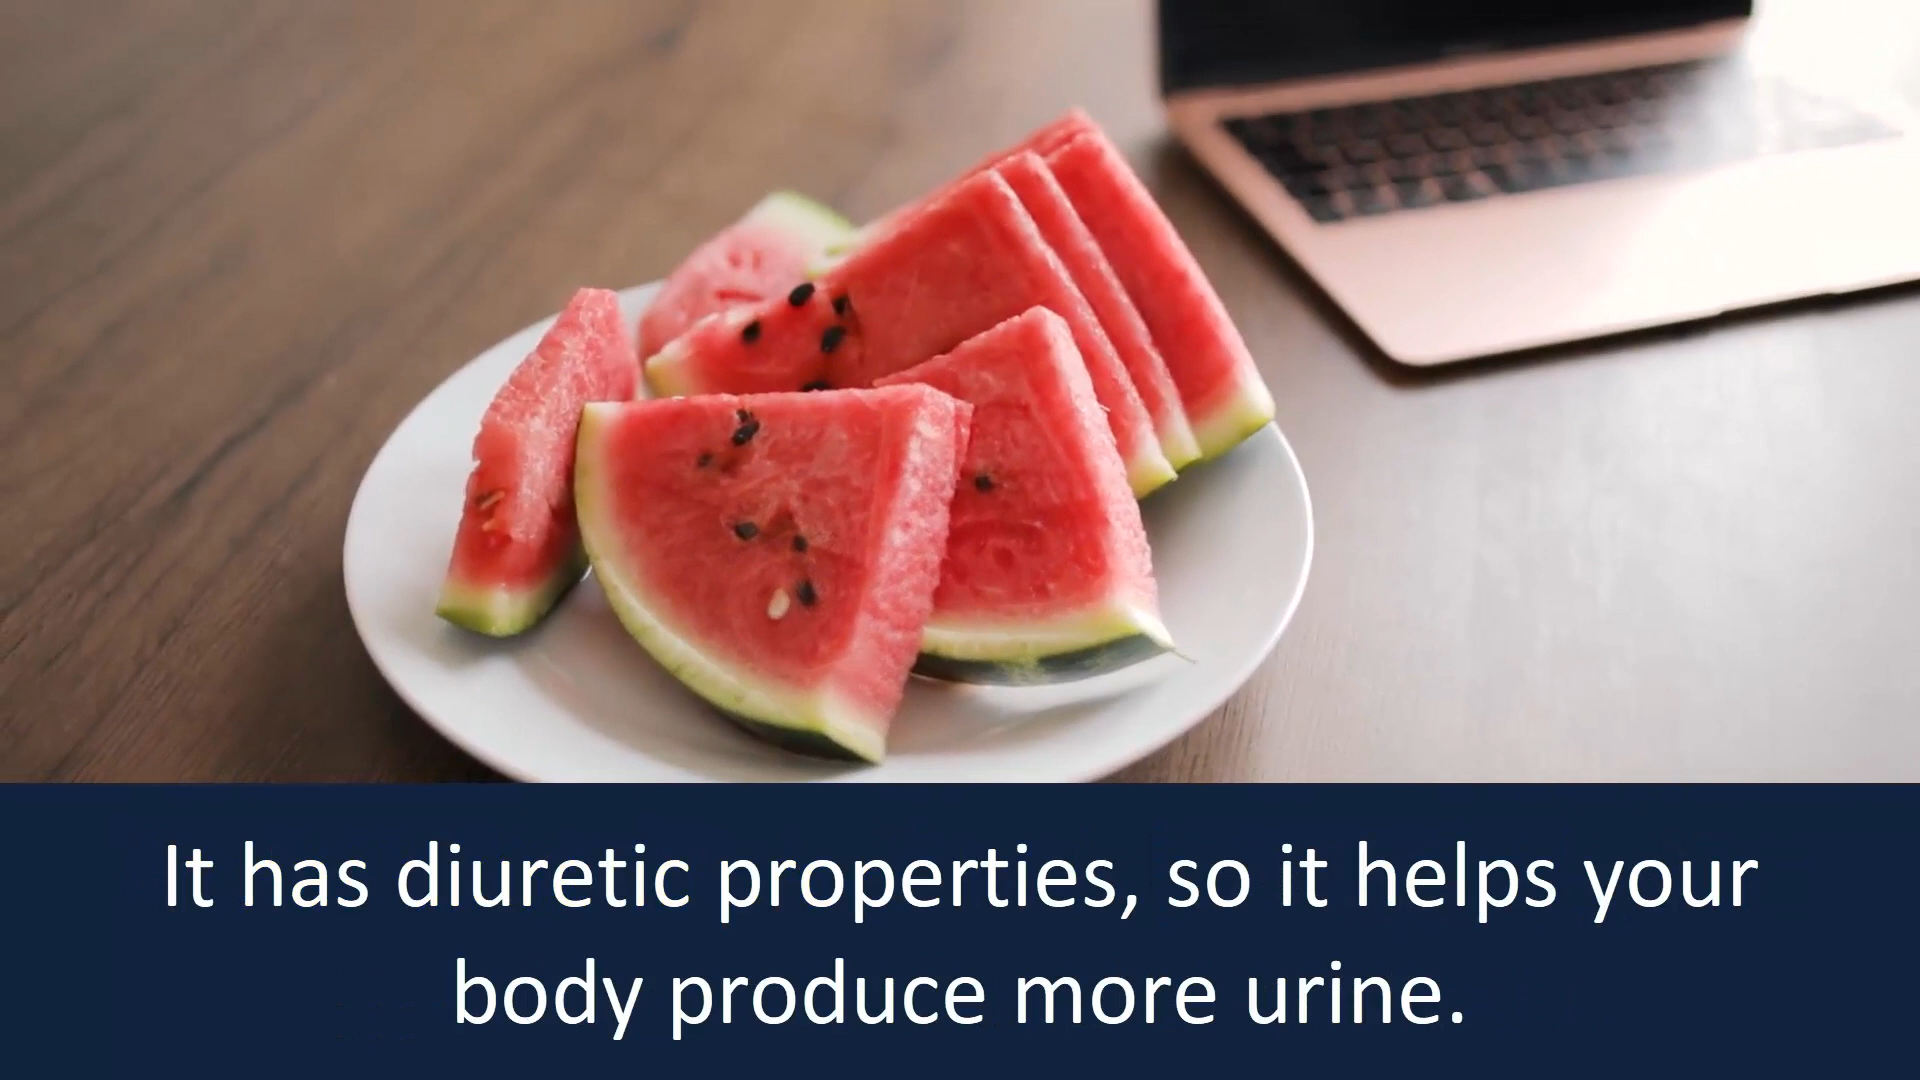 It has diuretic properties, so it helps your
body produce more urine.